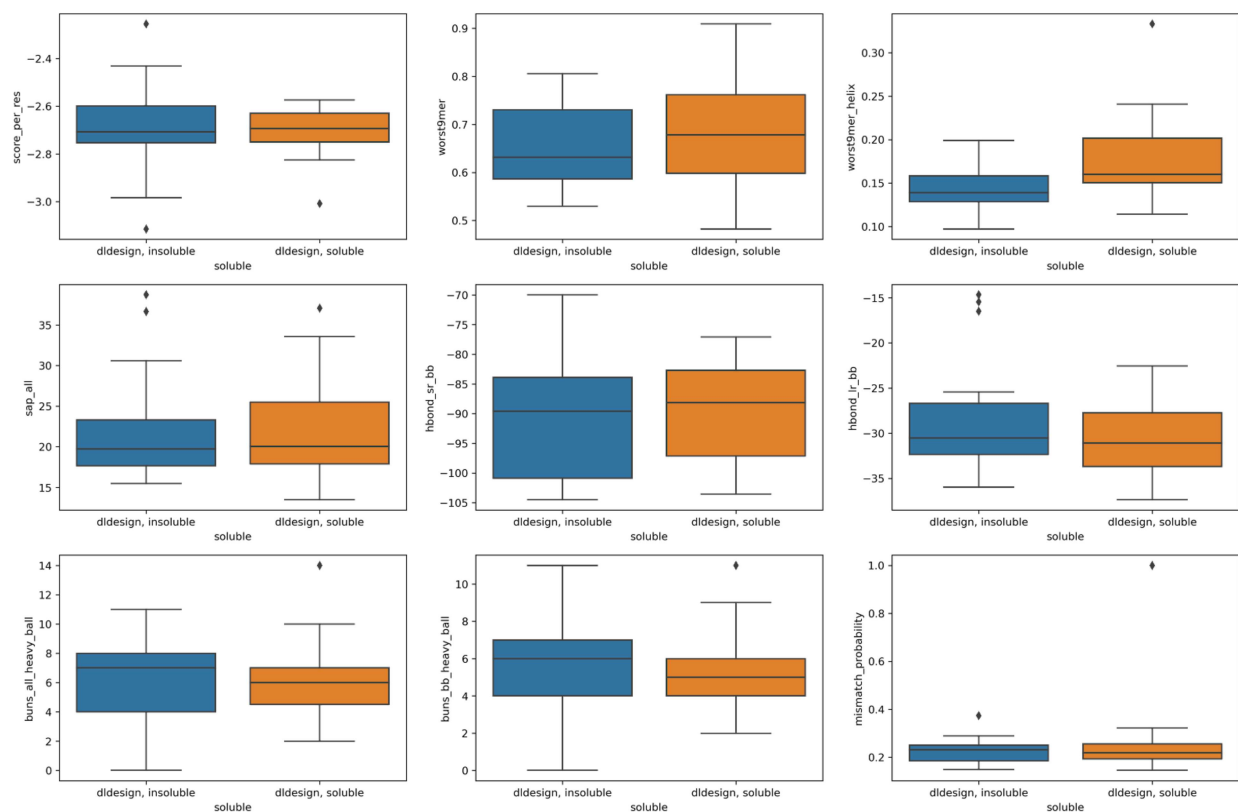 score_per_res
−2.4
−2.6
−2.8
−3.0
dldesign, insoluble dldesign, soluble
soluble
worst9mer
0.9
0.8
0.7
0.6
0.5
dldesign, insoluble dldesign, soluble
soluble
worst9mer_helix
0.30
0.25
0.20
0.15
0.10
dldesign, insoluble dldesign, soluble
soluble
sap_all
35
30
25
20
15
dldesign, insoluble dldesign, soluble
soluble
hbond_sr_bb
−70
−75
−80
−85
−90
−95
−100
−105
dldesign, insoluble dldesign, soluble
soluble
hbond_lr_bb
−15
−20
−25
−30
−35
dldesign, insoluble dldesign, soluble
soluble
buns_all_heavy_ball
14
12
10
8
6
4
2
0
dldesign, insoluble dldesign, soluble
soluble
buns_bb_heavy_ball
10
8
6
4
2
0
dldesign, insoluble dldesign, soluble
soluble
mismatch_probability
1.0
0.8
0.6
0.4
0.2
dldesign, insoluble dldesign, soluble
soluble